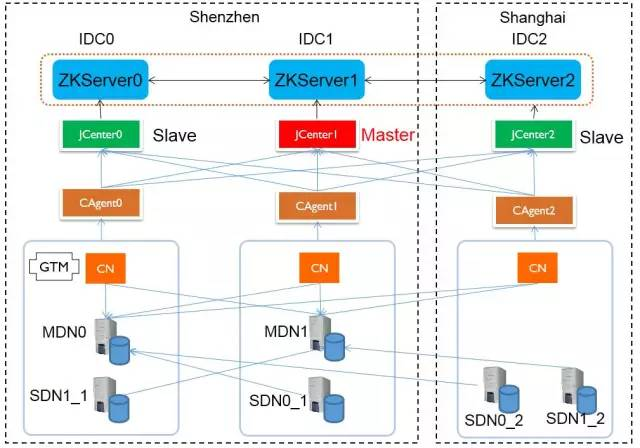 Shenzhen
Shanghai
IDC0
IDC1
IDC2
ZKServer0
ZKServer1
ZKServer2
JCenter0
Slave
JCenter1
Master
JCenter2
Slave
CAgent0
CAgent1
CAgent2
GTM
CN
CN
CN
MDN0
MDN1
SDN1_1
SDN0_1
SDN0_2
SDN1_2